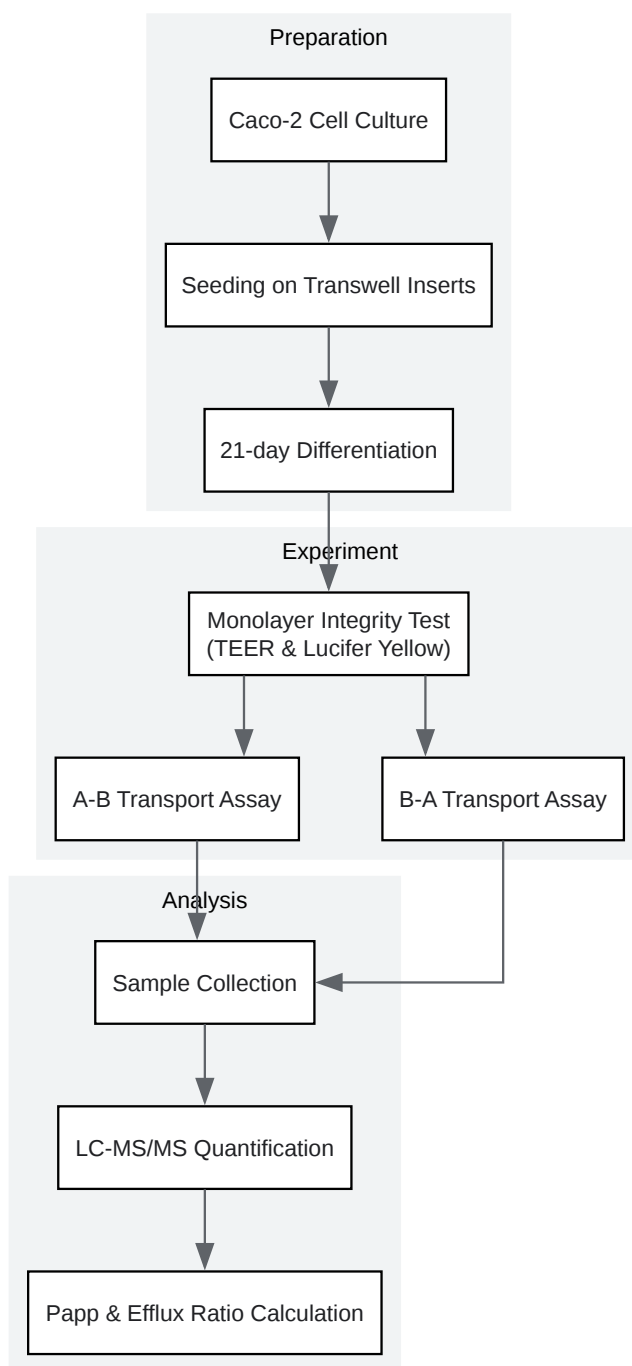 Preparation
Caco-2 Cell Culture
Seeding on Transwell Inserts
21-day Differentiation
Experiment
Monolayer Integrity Test
(TEER & Lucifer Yellow)
A-B Transport Assay
B-A Transport Assay
Analysis
Sample Collection
LC-MS/MS Quantification
Papp & Efflux Ratio Calculation